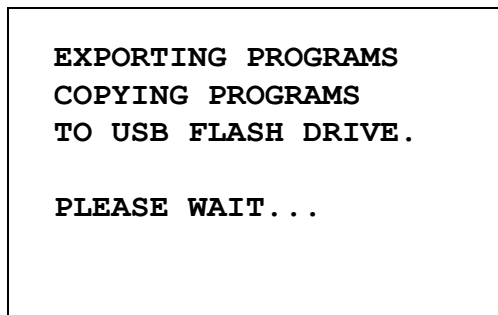 EXPORTING PROGRAMS
COPYING PROGRAMS
TO USB FLASH DRIVE.
PLEASE WAIT...